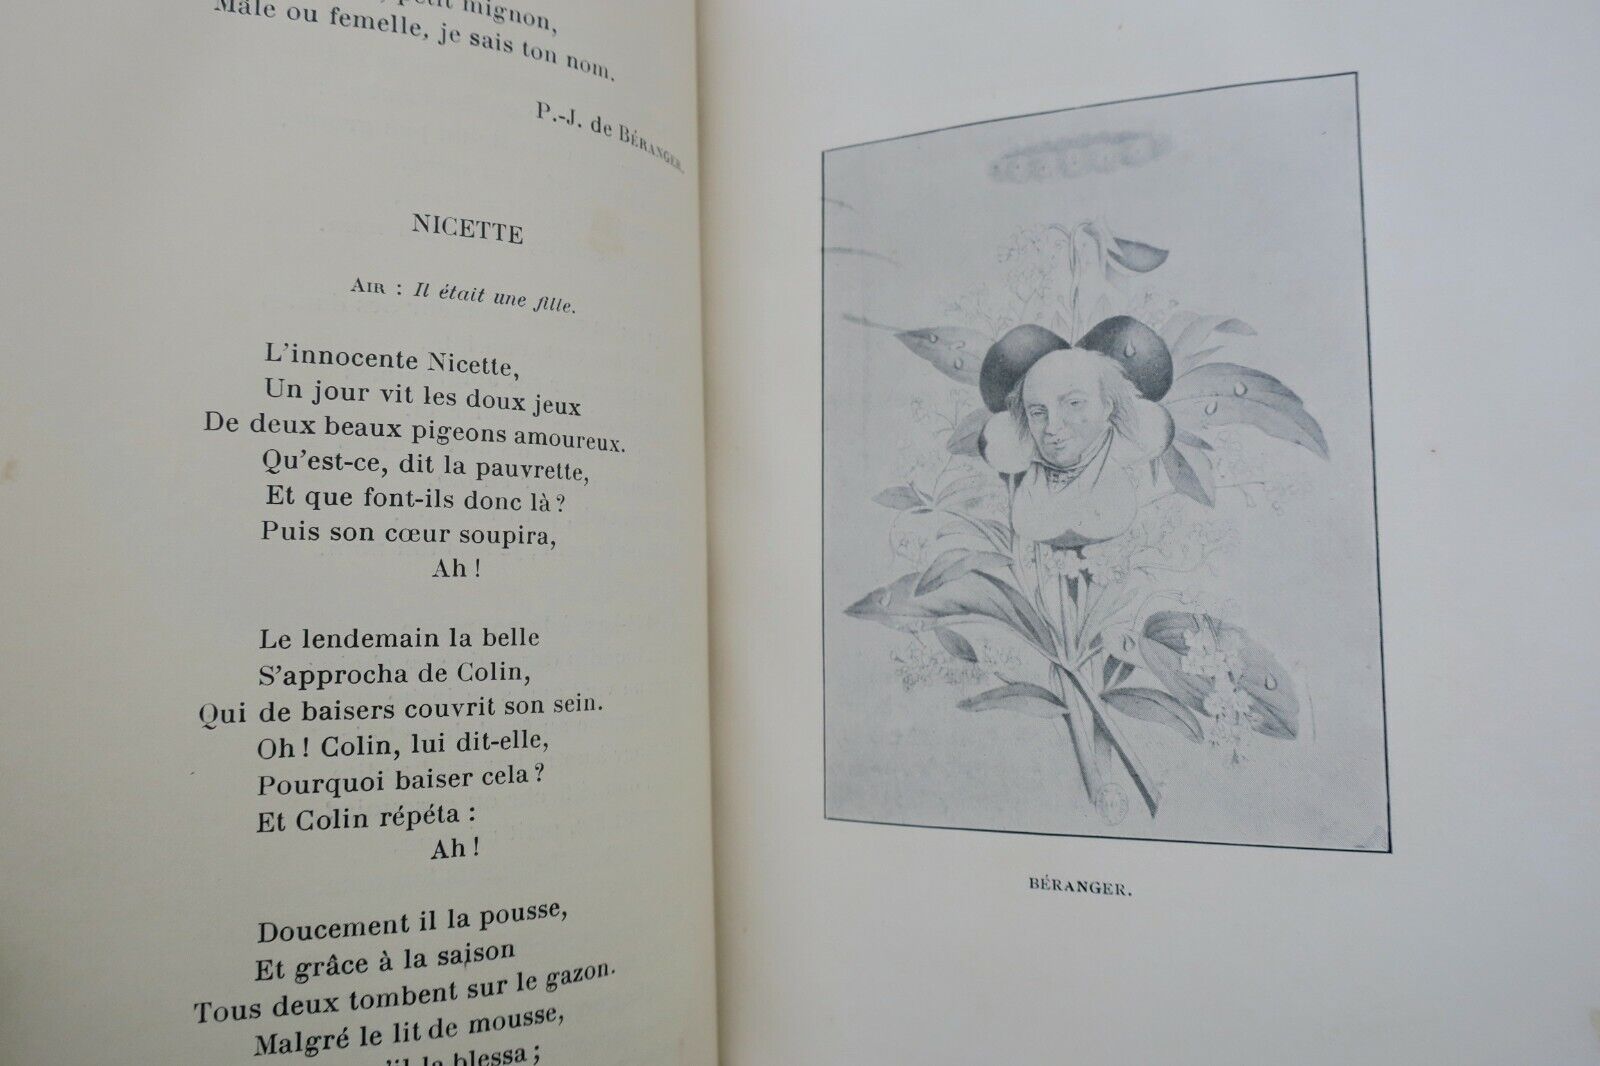 petit mignon,
Mâle ou femelle, je sais ton nom.
P.-J. de BÉRANGER.
NICETTE
AIR : Il était une fille.
L'innocente Nicette,
Un jour vit les doux jeux
De deux beaux pigeons amoureux.
Qu'est-ce, dit la pauvrette,
Et que font-ils donc là ?
Puis son cœur soupira,
Ah !
Le lendemain la belle
S'approcha de Colin,
Qui de baisers couvrit son sein.
Oh ! Colin, lui dit-elle,
Pourquoi baiser cela ?
Et Colin répéta :
Ah !
Doucement il la pousse,
Et grâce à la saison
Tous deux tombent sur le gazon.
Malgré le lit de mousse,
la blessa ;
BÉRANGER.